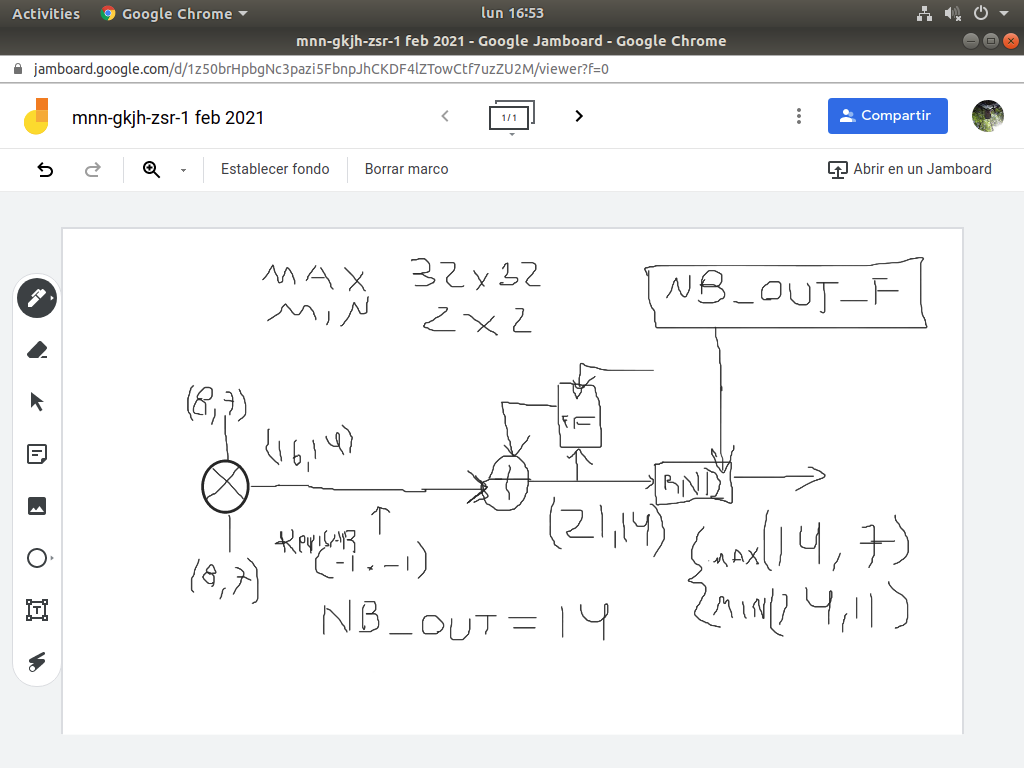 Activities Google Chrome lun 16:53
mnn-gkjh-zsr-1 feb 2021 - Google Jamboard - Google Chrome
jamboard.google.com/d/1z50brHpbgNc3pazi5FbnpJhCKDF4lZTowCtf7uzZU2M/viewer?f=0
mnn-gkjh-zsr-1 feb 2021
1/1
Compartir
Establecer fondo
Borrar marco
Abrir en un Jamboard
MAX 32x32
MIN 2x2
NB_OUT_F
(8,7)
(16,14)
FF
RND
(21,14)
(8,7)
(-1 · -1)
{MAX(14,7)
{MIN(14,11)
NB_OUT = 14